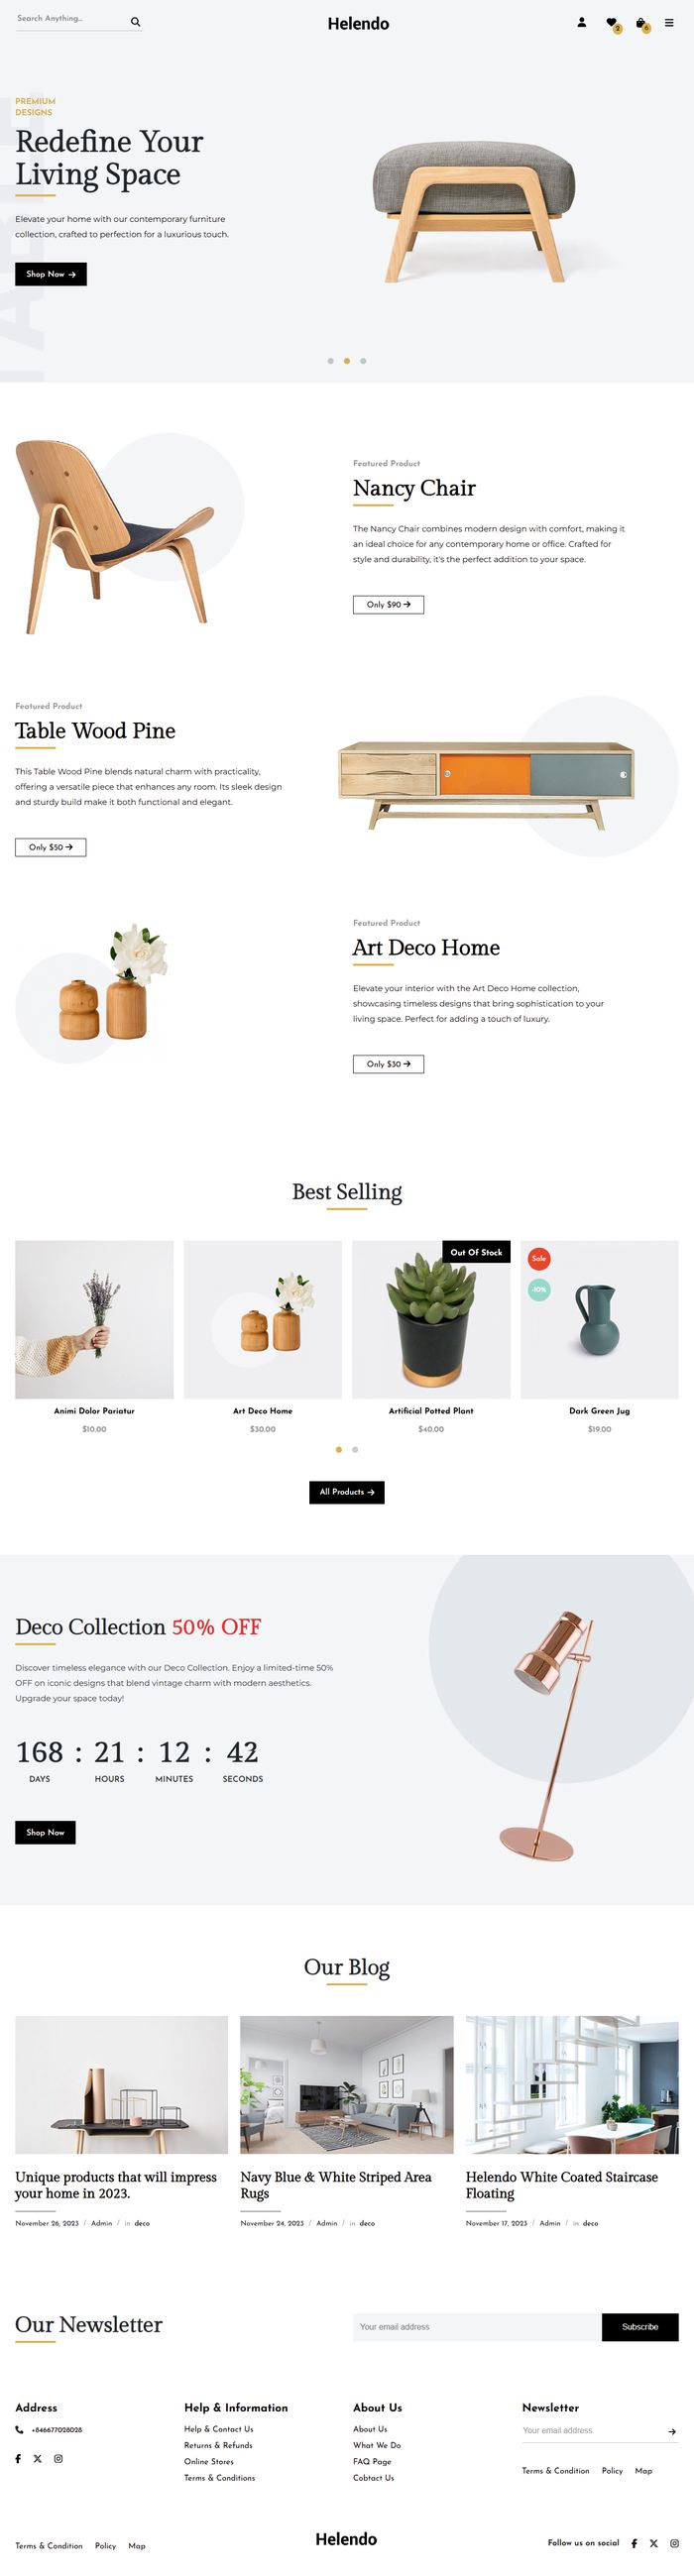 Search Anything...
Helendo
2
6
TABLE
PREMIUM
DESIGNS
Redefine Your
Living Space
Elevate your home with our contemporary furniture
collection, crafted to perfection for a luxurious touch.
Shop Now
Featured Product
Nancy Chair
The Nancy Chair combines modern design with comfort, making it
an ideal choice for any contemporary home or office. Crafted for
style and durability, it's the perfect addition to your space.
Only $90
Featured Product
Table Wood Pine
This Table Wood Pine blends natural charm with practicality,
offering a versatile piece that enhances any room. Its sleek design
and sturdy build make it both functional and elegant.
Only $50
Featured Product
Art Deco Home
Elevate your interior with the Art Deco Home collection,
showcasing timeless designs that bring sophistication to your
living space. Perfect for adding a touch of luxury.
Only $30
Best Selling
Out Of Stock
Sale
-10%
Animi Dolor Pariatur
$10.00
Art Deco Home
$30.00
Artificial Potted Plant
$40.00
Dark Green Jug
$19.00
All Products
Deco Collection 50% OFF
Discover timeless elegance with our Deco Collection. Enjoy a limited-time 50%
OFF on iconic designs that blend vintage charm with modern aesthetics.
Upgrade your space today!
168 : 21 : 12 : 42
DAYS HOURS MINUTES SECONDS
Shop Now
Our Blog
Unique products that will impress
your home in 2023.
November 26, 2023 / Admin / in deco
Navy Blue & White Striped Area
Rugs
November 24, 2023 / Admin / in deco
Helendo White Coated Staircase
Floating
November 17, 2023 / Admin / in deco
Our Newsletter
Your email address
Subscribe
Address
+846677028028
Help & Information
Help & Contact Us
Returns & Refunds
Online Stores
Terms & Conditions
About Us
About Us
What We Do
FAQ Page
Cobtact Us
Newsletter
Your email address
Terms & Condition Policy Map
Terms & Condition Policy Map
Helendo
Follow us on social